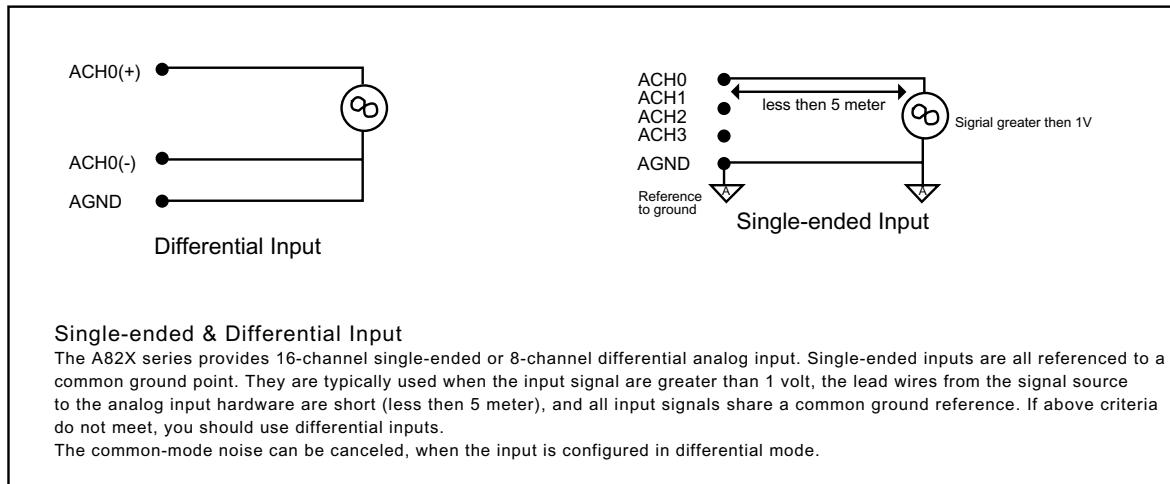 ACH0(+)
ACH0(-)
AGND
Differential Input
ACH0
ACH1
ACH2
ACH3
AGND
less then 5 meter
Sigrial greater then 1V
Reference
to ground
A
A
Single-ended Input
Single-ended & Differential Input
The A82X series provides 16-channel single-ended or 8-channel differential analog input. Single-ended inputs are all referenced to a
common ground point. They are typically used when the input signal are greater than 1 volt, the lead wires from the signal source
to the analog input hardware are short (less then 5 meter), and all input signals share a common ground reference. If above criteria
do not meet, you should use differential inputs.
The common-mode noise can be canceled, when the input is configured in differential mode.